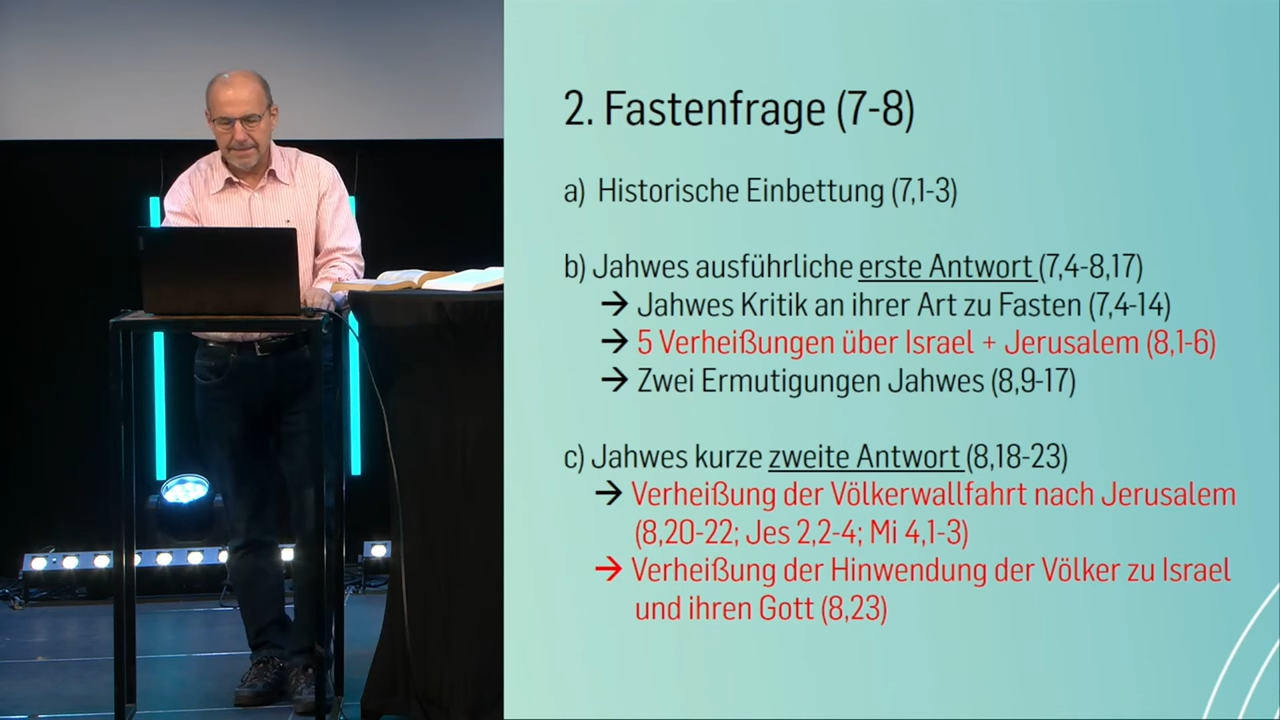 2. Fastenfrage (7-8)
a) Historische Einbettung (7,1-3)
b) Jahwes ausführliche erste Antwort (7,4-8,17)
→ Jahwes Kritik an ihrer Art zu Fasten (7,4-14)
→ 5 Verheißungen über Israel + Jerusalem (8,1-6)
→ Zwei Ermutigungen Jahwes (8,9-17)
c) Jahwes kurze zweite Antwort (8,18-23)
→ Verheißung der Völkerwallfahrt nach Jerusalem
(8,20-22; Jes 2,2-4; Mi 4,1-3)
→ Verheißung der Hinwendung der Völker zu Israel
und ihren Gott (8,23)